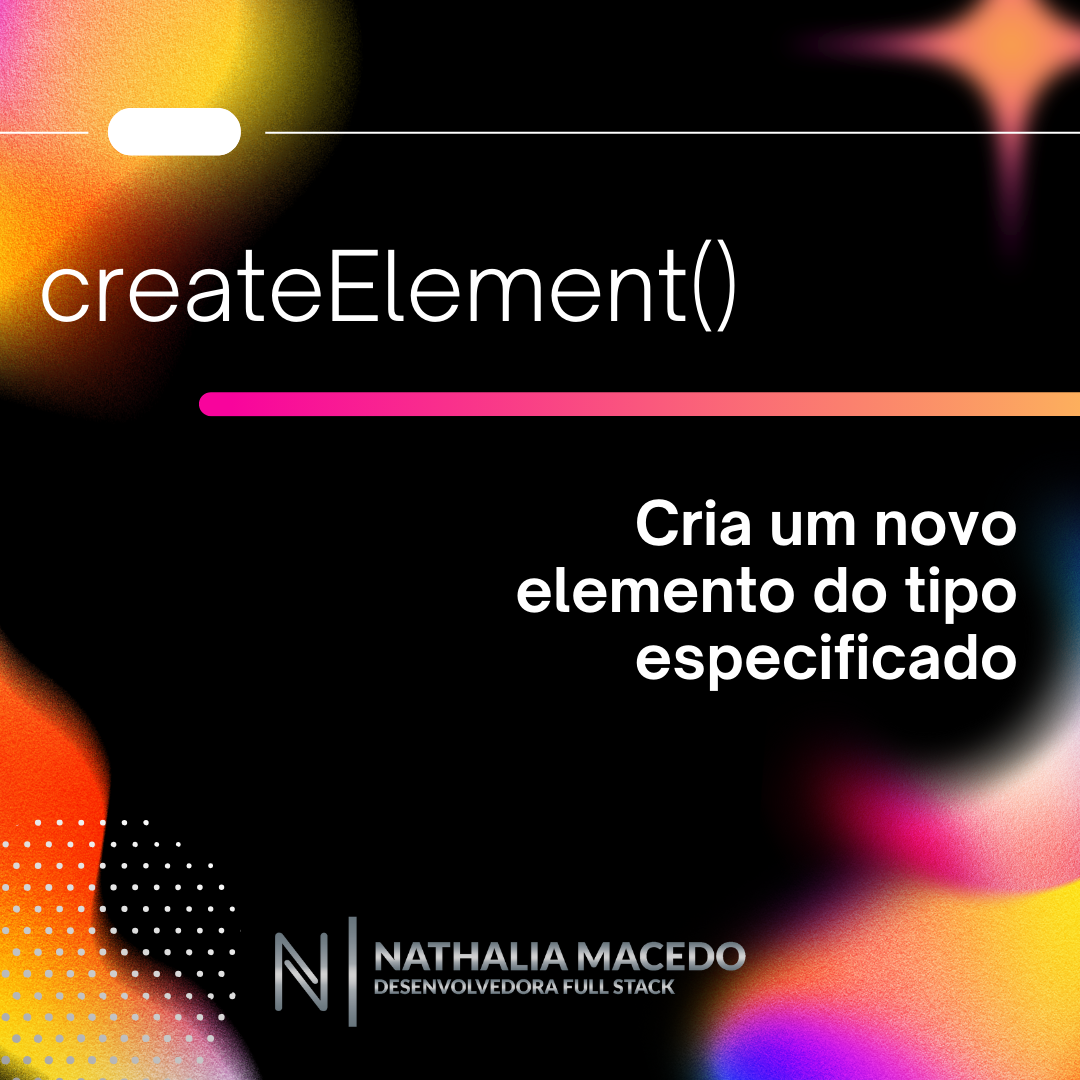 createElement()
Cria um novo
elemento do tipo
especificado
N
NATHALIA MACEDO
DESENVOLVEDORA FULL STACK